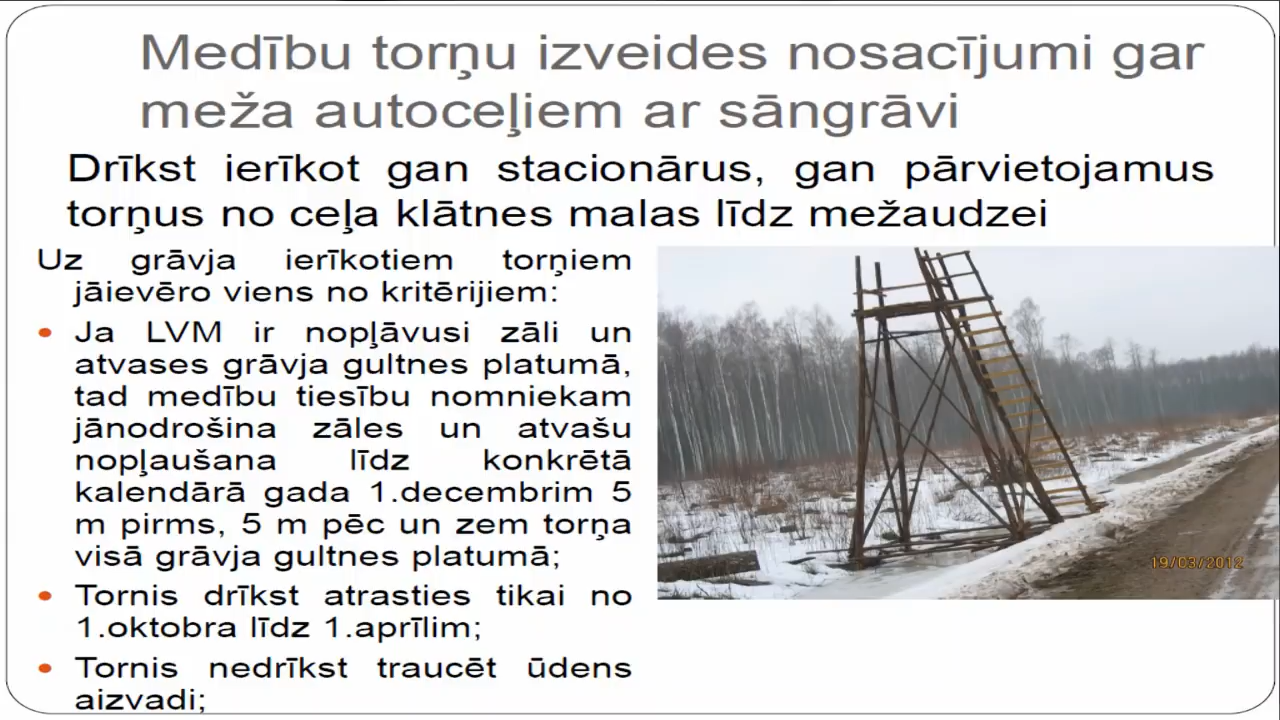 Medību torņu izveides nosacījumi gar
meža autoceļiem ar sāngrāvi
Drīkst ierīkot gan stacionārus, gan pārvietojamus
torņus no ceļa klātnes malas līdz mežaudzei
Uz grāvja ierīkotiem torņiem
jāievēro viens no kritērijiem:
• Ja LVM ir nopļāvusi zāli un
atvases grāvja gultnes platumā,
tad medību tiesību nomniekam
jānodrošina zāles un atvašu
nopļaušana līdz konkrētā
kalendārā gada 1.decembrim 5
m pirms, 5 m pēc un zem torņa
visā grāvja gultnes platumā;
• Tornis drīkst atrasties tikai no
1.oktobra līdz 1.aprīlim;
• Tornis nedrīkst traucēt ūdens
aizvadi;
19/03/2012